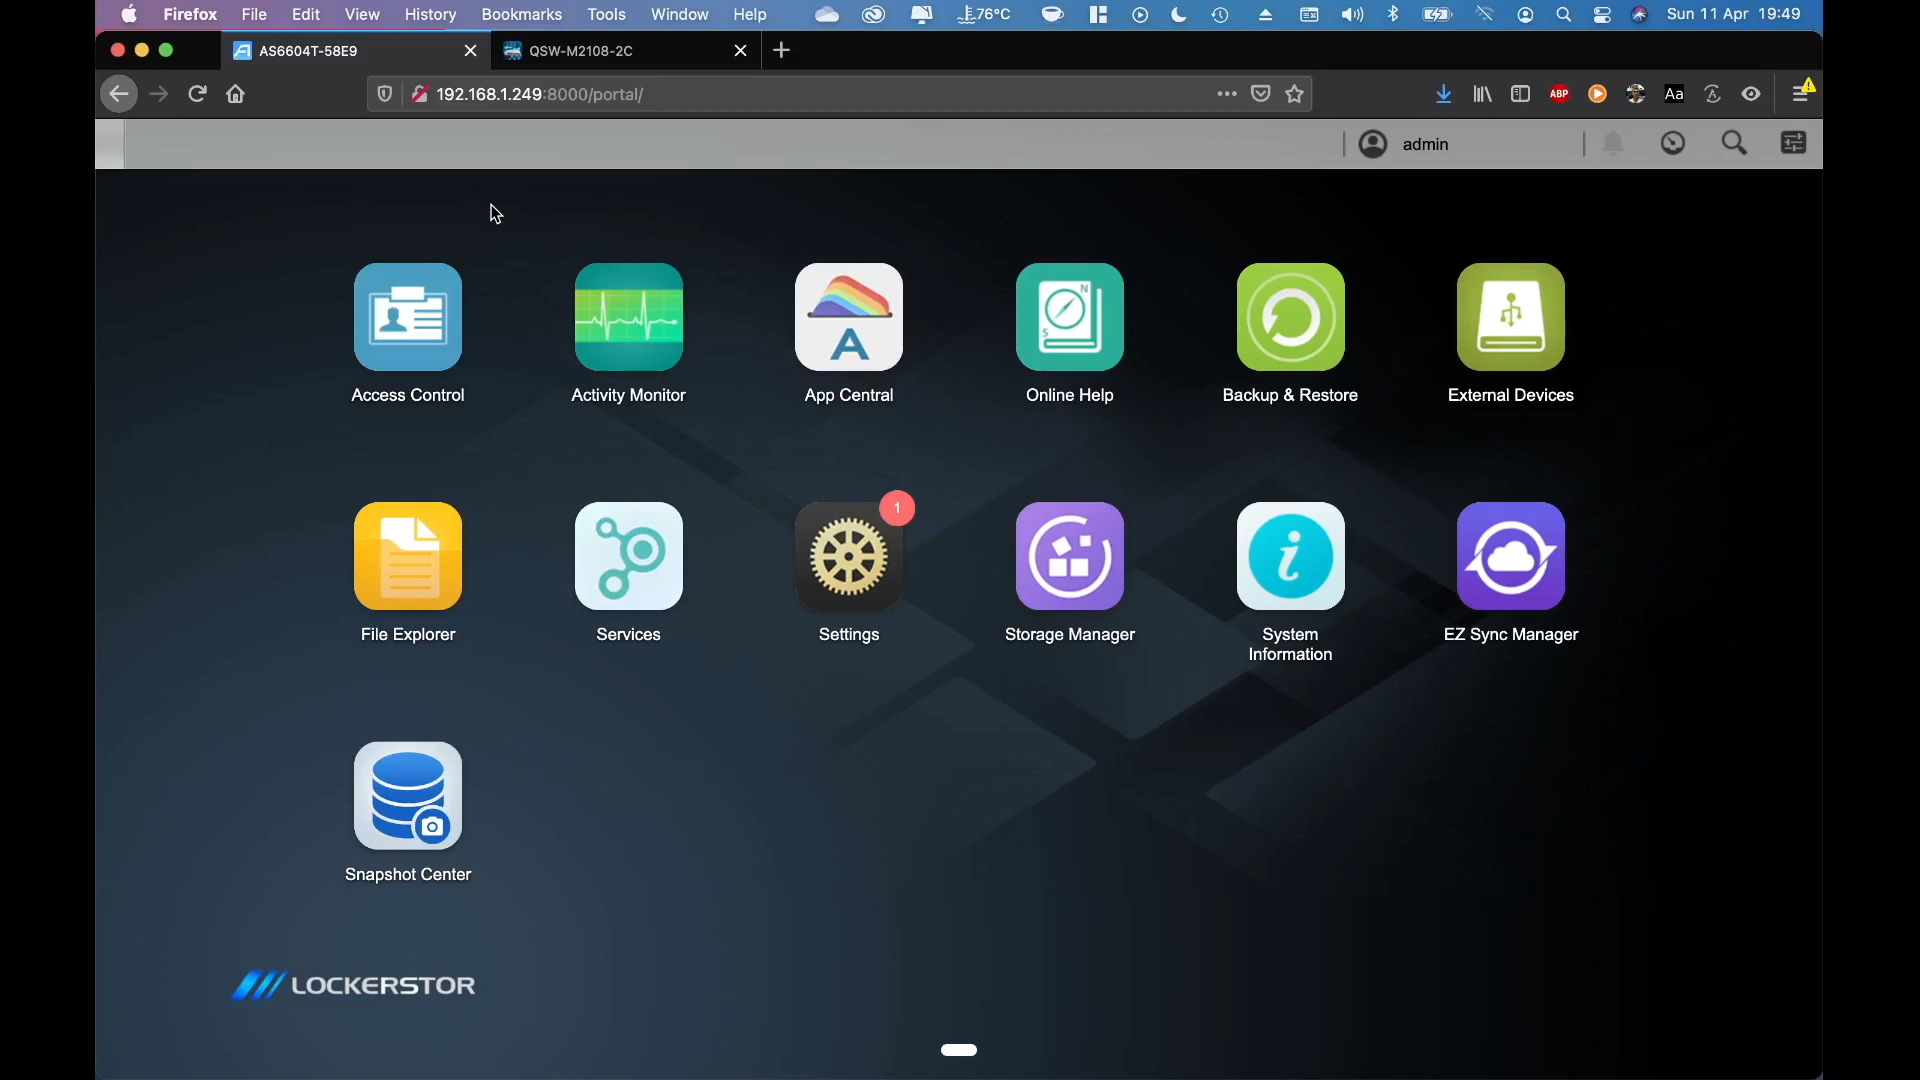 Firefox File Edit View History Bookmarks Tools Window Help 76°C Sun 11 Apr 19:49
AS6604T-58E9 QSW-M2108-2C
192.168.1.249:8000/portal/ ABP Aa
admin
Access Control Activity Monitor App Central Online Help Backup & Restore External Devices
1
File Explorer Services Settings Storage Manager System Information EZ Sync Manager
Snapshot Center
LOCKERSTOR